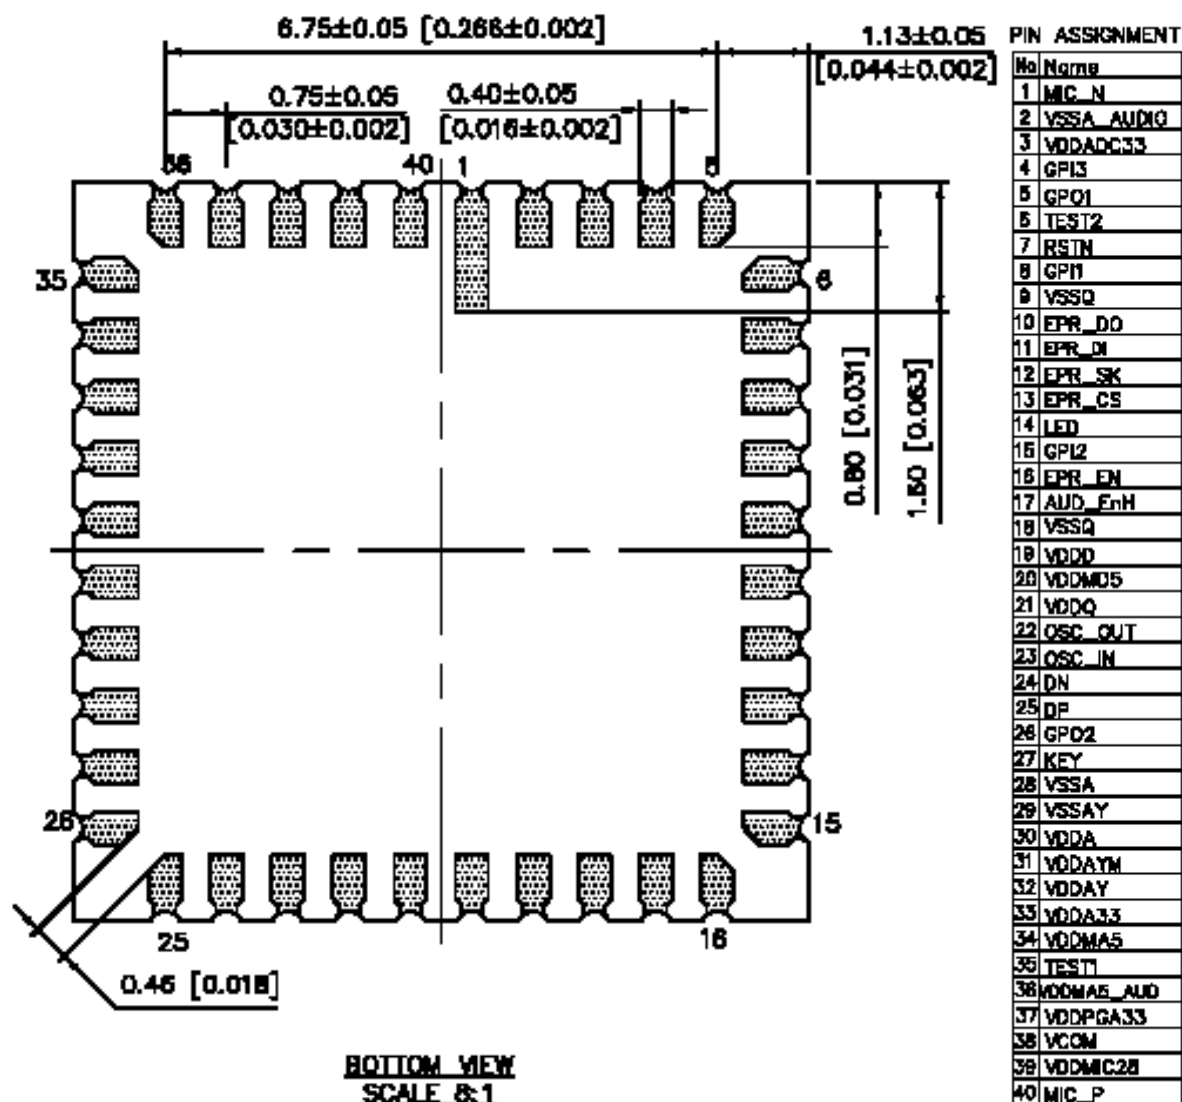 6.75±0.05 [0.266±0.002]
1.13±0.05
[0.044±0.002]
0.75±0.05
[0.030±0.002]
0.40±0.05
[0.016±0.002]
36
40
1
5
35
6
0.80 [0.031]
1.60 [0.063]
26
15
25
16
0.46 [0.018]
BOTTOM VIEW
SCALE 8:1
PIN ASSIGNMENT
No Name
1 MIC_N
2 VSSA_AUDIO
3 VDDADC33
4 GPI3
5 GPO1
6 TEST2
7 RSTN
8 GPI1
9 VSSQ
10 EPR_DO
11 EPR_DI
12 EPR_SK
13 EPR_CS
14 LED
15 GPI2
16 EPR_EN
17 AUD_EnH
18 VSSQ
19 VDDD
20 VDDMD5
21 VDDQ
22 OSC_OUT
23 OSC_IN
24 DN
25 DP
26 GPO2
27 KEY
28 VSSA
29 VSSAY
30 VDDA
31 VDDAYM
32 VDDAY
33 VDDA33
34 VDDMA5
35 TEST1
36 VDDMA5_AUD
37 VDDPGA33
38 VCOM
39 VDDMIC28
40 MIC_P